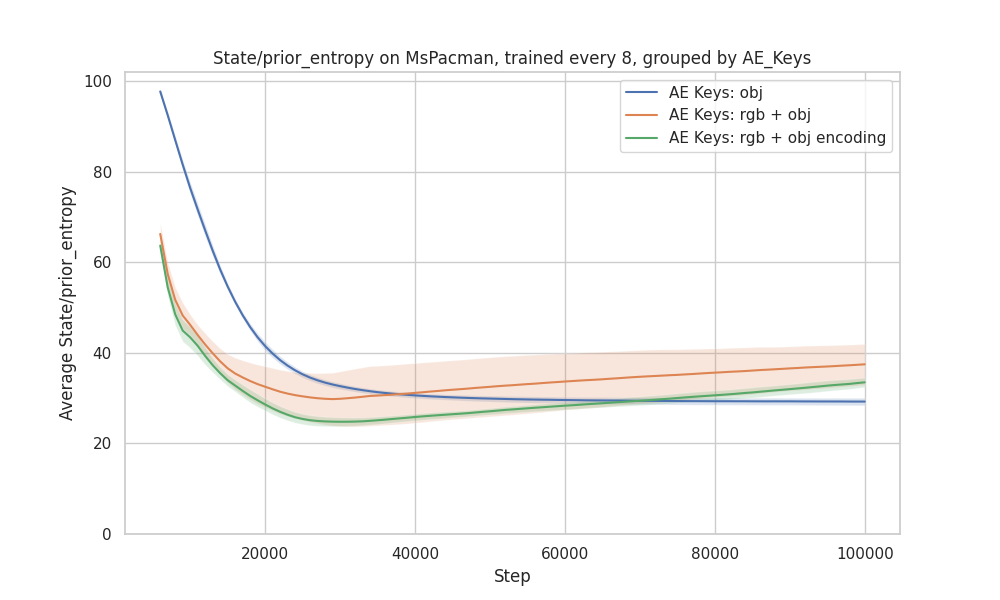 State/prior_entropy on MsPacman, trained every 8, grouped by AE_Keys
AE Keys: obj
AE Keys: rgb + obj
AE Keys: rgb + obj encoding
Average State/prior_entropy
100
80
60
40
20
0
20000
40000
60000
80000
100000
Step